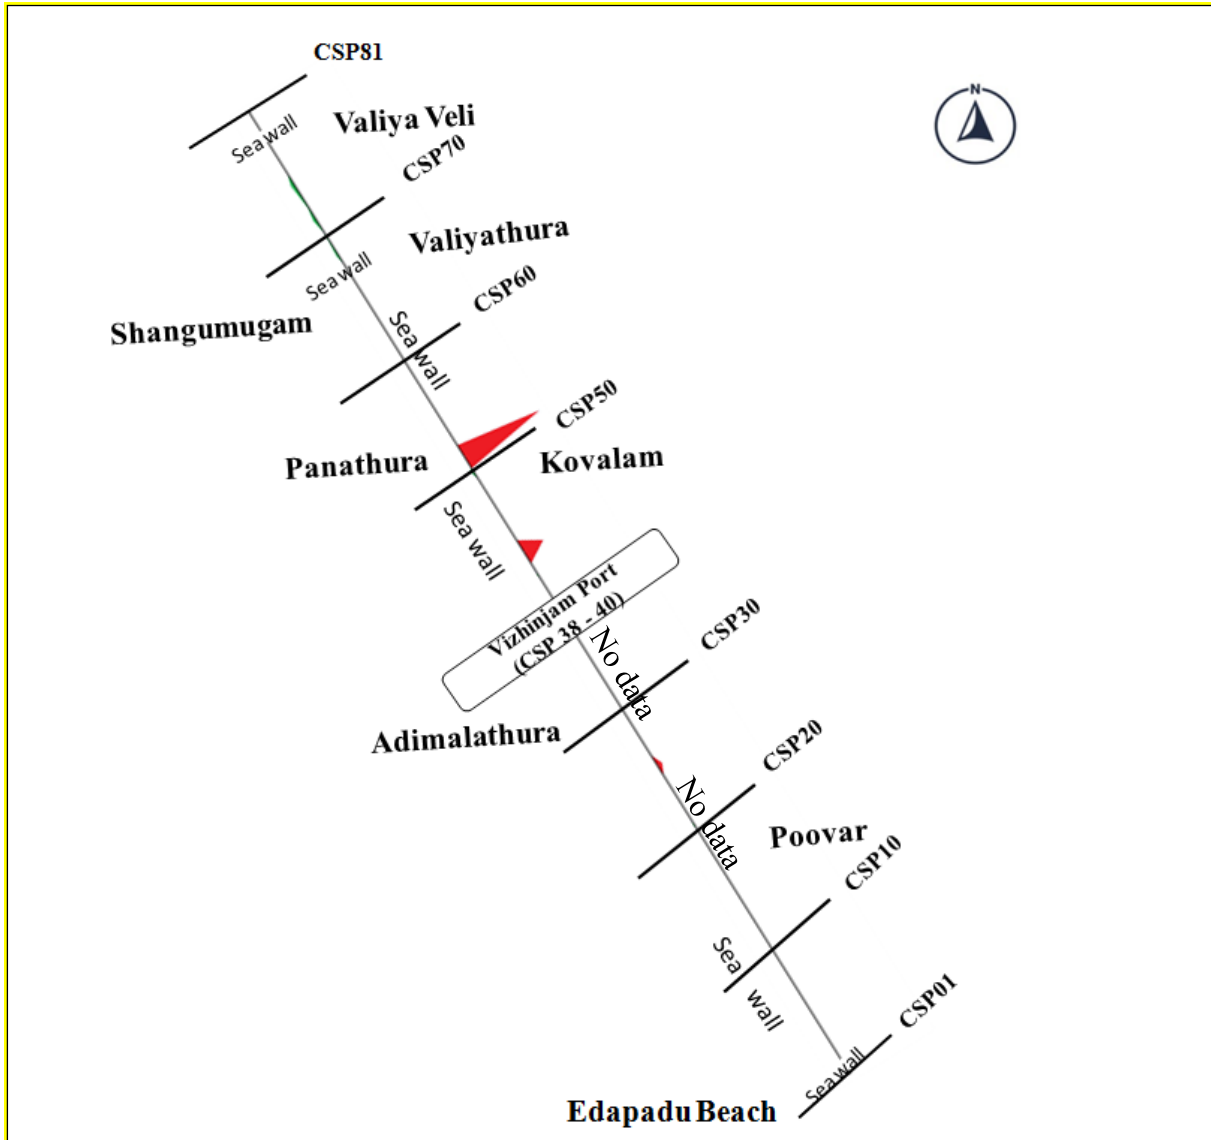 CSP81
N
Valiya Veli
Sea wall
CSP70
Valiyathura
Sea wall
CSP60
Shangumugam
Sea wall
CSP50
Panathura
Kovalam
Sea wall
Vizhinjam Port
(CSP 38 - 40)
CSP30
No data
Adimalathura
CSP20
No data
Poovar
CSP10
Sea
wall
CSP01
Sea wall
Edapadu Beach